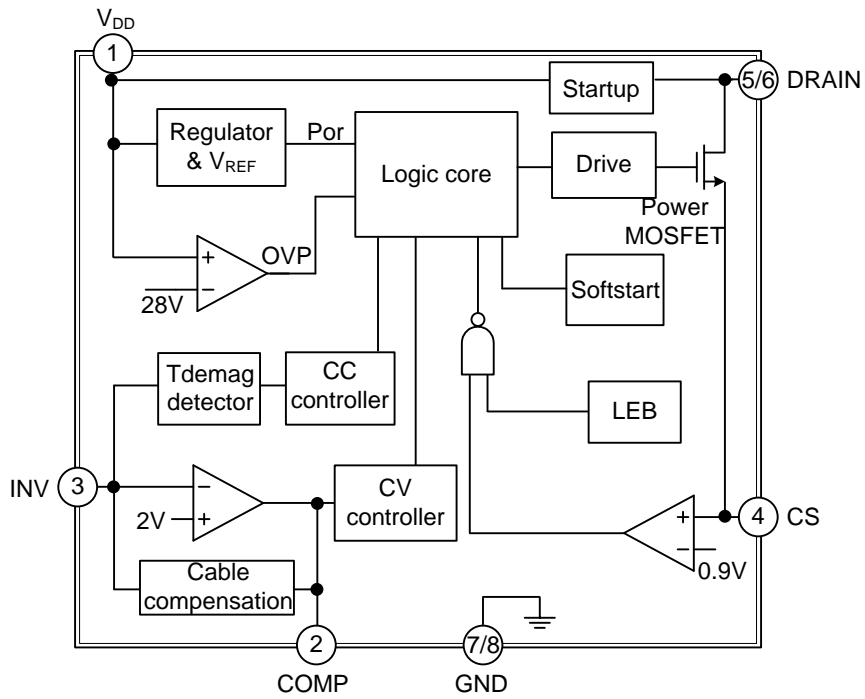 VDD
1
5/6 DRAIN
Startup
Regulator
& VREF
Por
Logic core
Drive
Power
MOSFET
+
OVP
−
28V
Softstart
Tdemag
detector
CC
controller
LEB
INV 3
−
2V +
CV
controller
+
4 CS
−
0.9V
Cable
compensation
2
7/8
COMP
GND